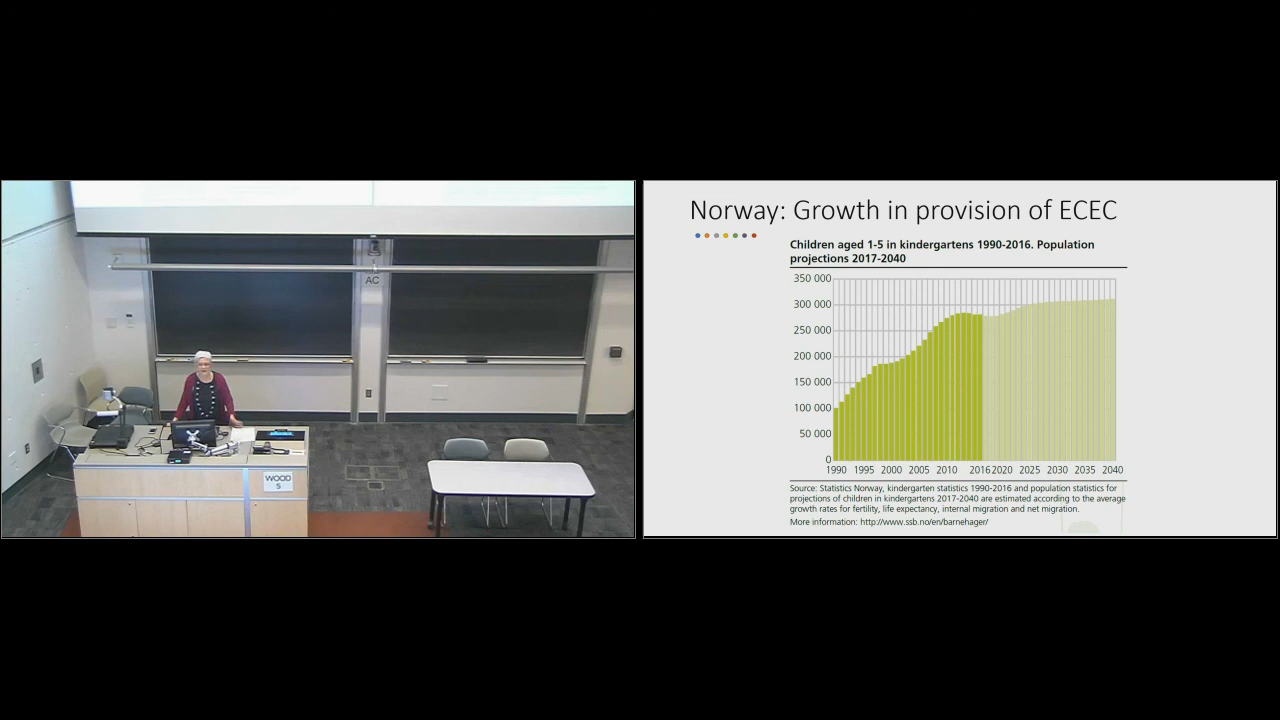 AC
WOOD
5
Norway: Growth in provision of ECEC
Children aged 1-5 in kindergartens 1990-2016. Population
projections 2017-2040
350 000
300 000
250 000
200 000
150 000
100 000
50 000
0
1990 1995 2000 2005 2010 2016 2020 2025 2030 2035 2040
Source: Statistics Norway, kindergarten statistics 1990-2016 and population statistics for
projections of children in kindergartens 2017-2040 are estimated according to the average
growth rates for fertility, life expectancy, internal migration and net migration.
More information: http://www.ssb.no/en/barnehager/